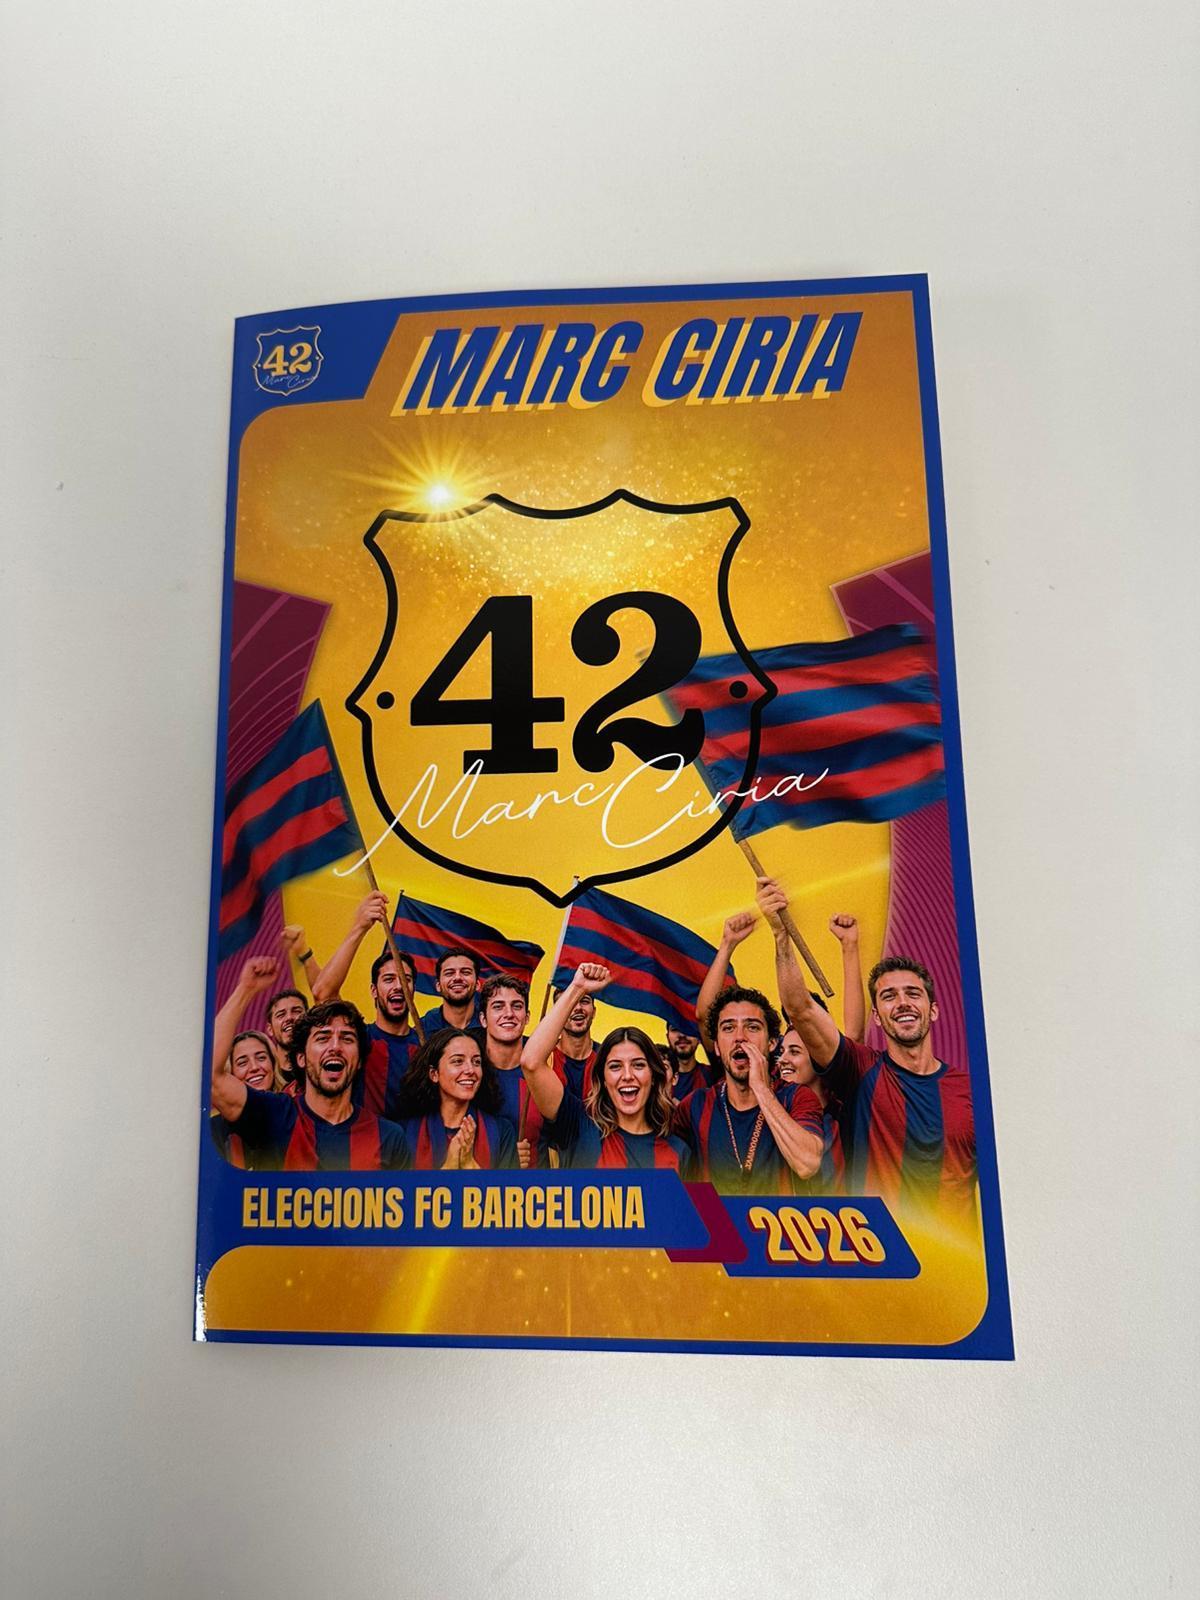 42
Marc Ciria
MARC CIRIA
42
Marc Ciria
ELECCIONS FC BARCELONA
2026